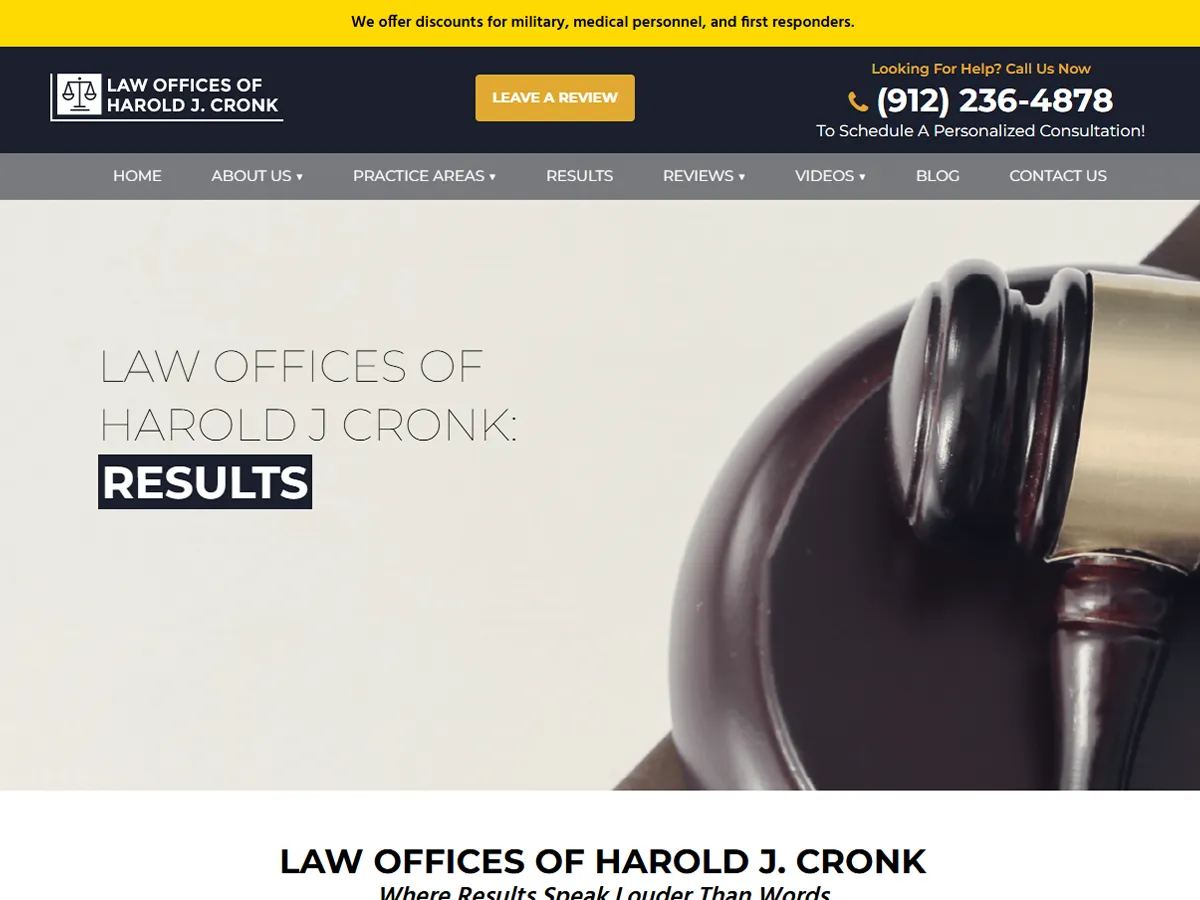 We offer discounts for military, medical personnel, and first responders.
LAW OFFICES OF
HAROLD J. CRONK
LEAVE A REVIEW
Looking For Help? Call Us Now
(912) 236-4878
To Schedule A Personalized Consultation!
HOME ABOUT US ▾ PRACTICE AREAS ▾ RESULTS REVIEWS ▾ VIDEOS ▾ BLOG CONTACT US
LAW OFFICES OF
HAROLD J CRONK:
RESULTS
LAW OFFICES OF HAROLD J. CRONK
Where Results Speak Louder Than Words